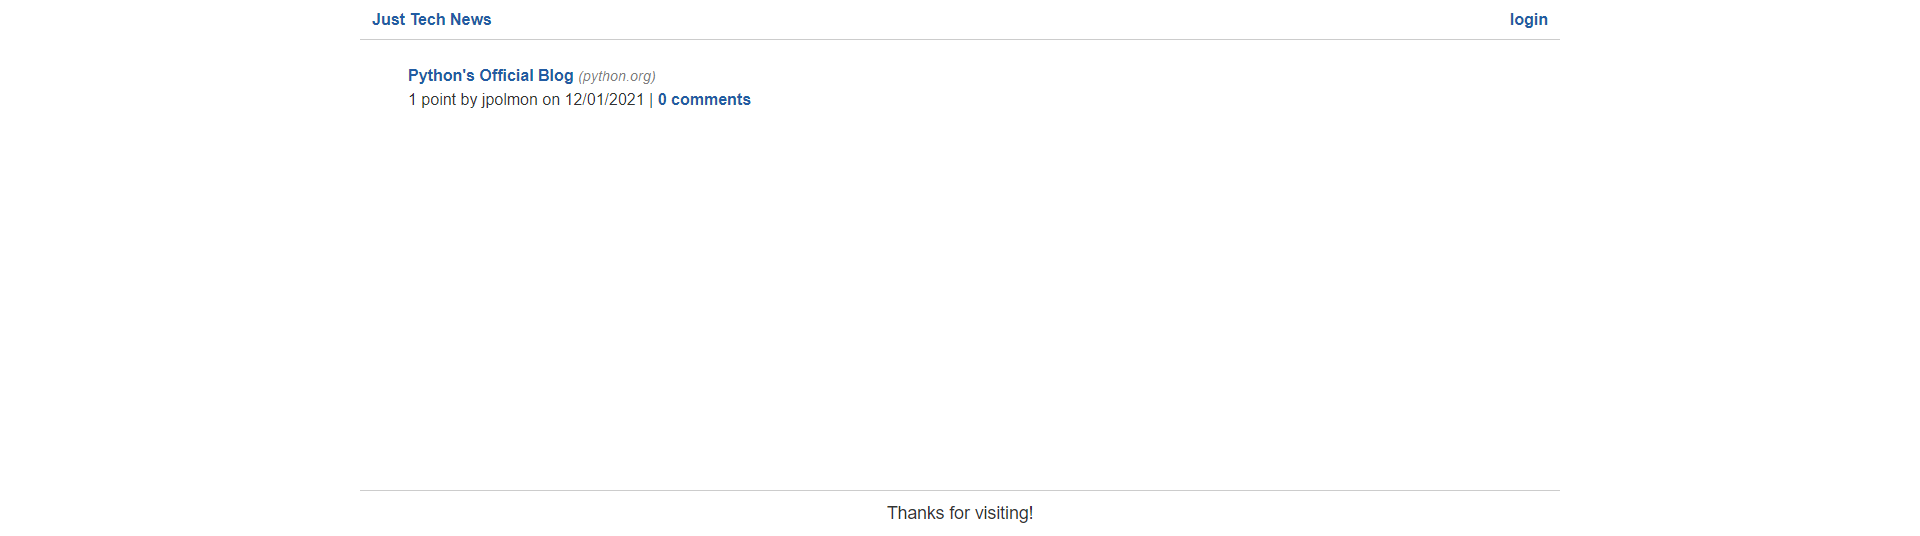 Just Tech News login
Python's Official Blog (python.org)
1 point by jpolmon on 12/01/2021 | 0 comments
Thanks for visiting!